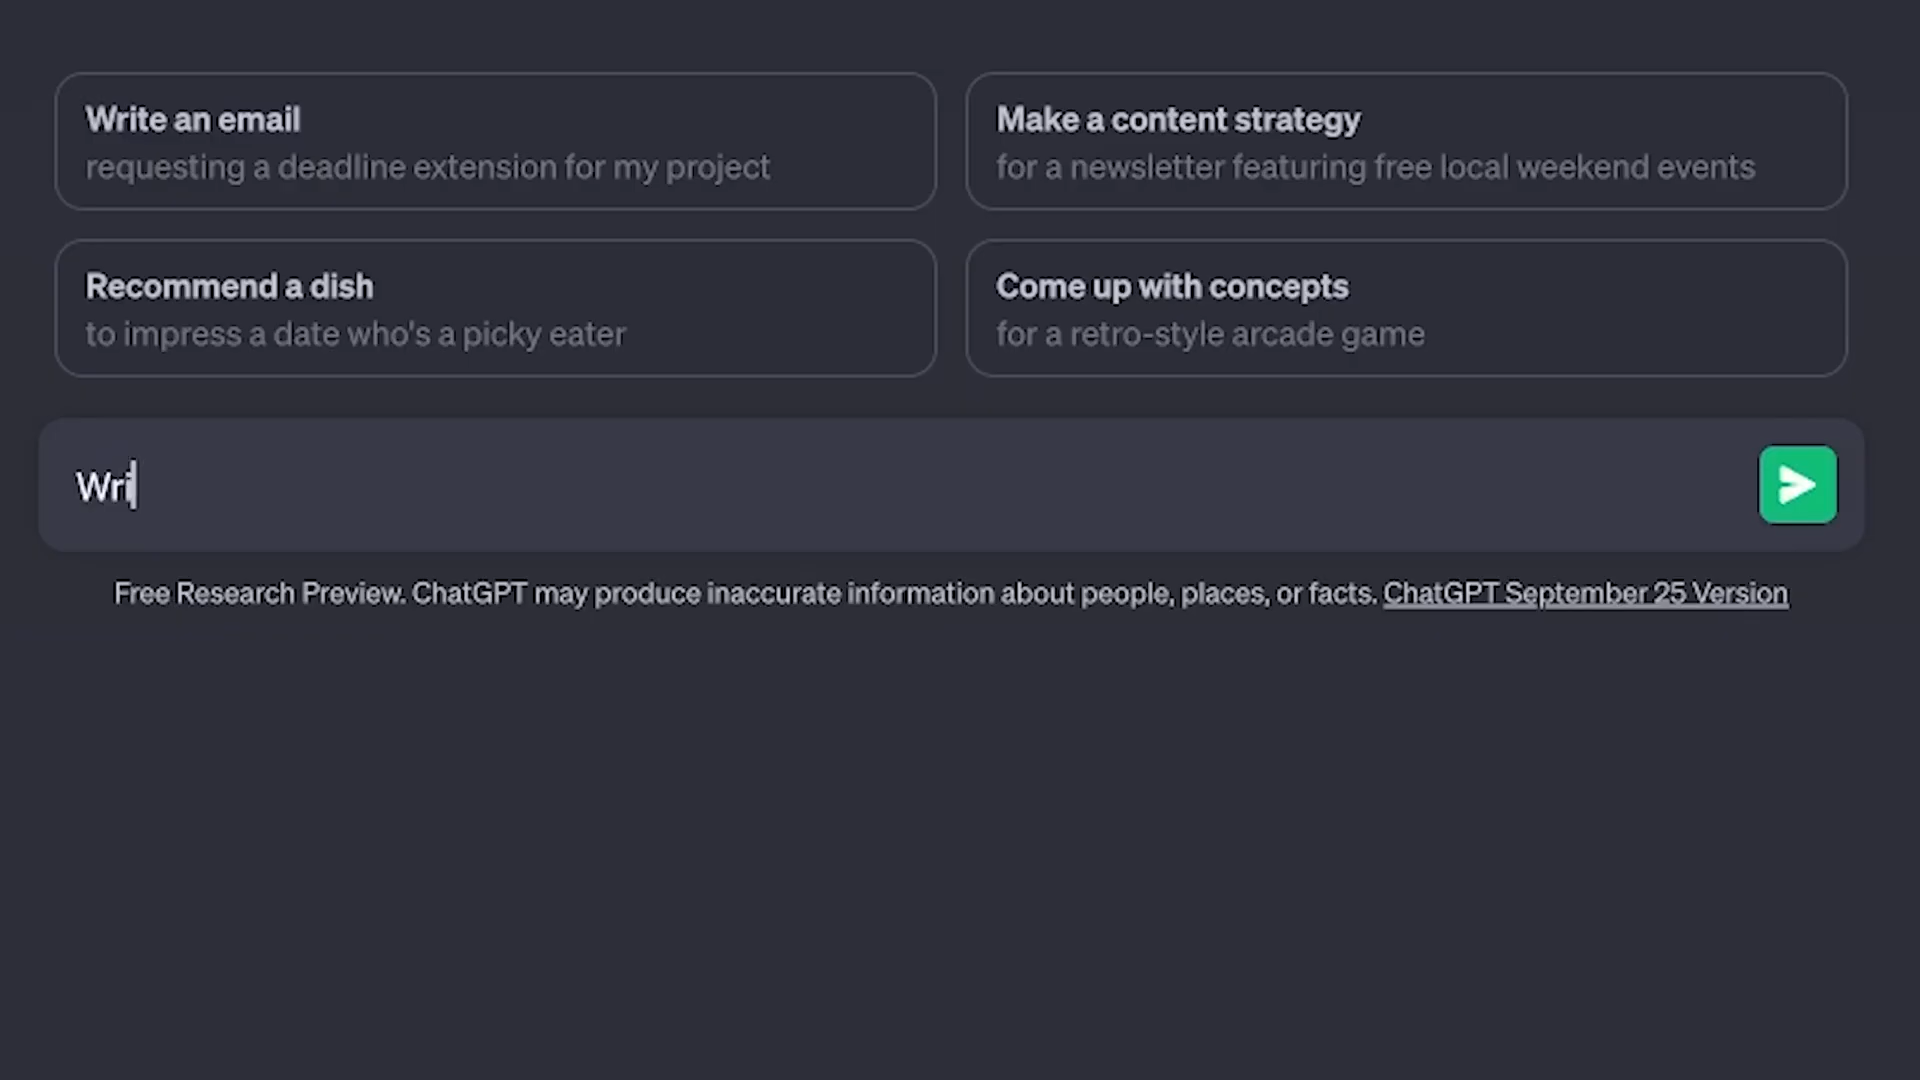 Write an email
requesting a deadline extension for my project
Make a content strategy
for a newsletter featuring free local weekend events
Recommend a dish
to impress a date who's a picky eater
Come up with concepts
for a retro-style arcade game
Wri
Free Research Preview. ChatGPT may produce inaccurate information about people, places, or facts. ChatGPT September 25 Version